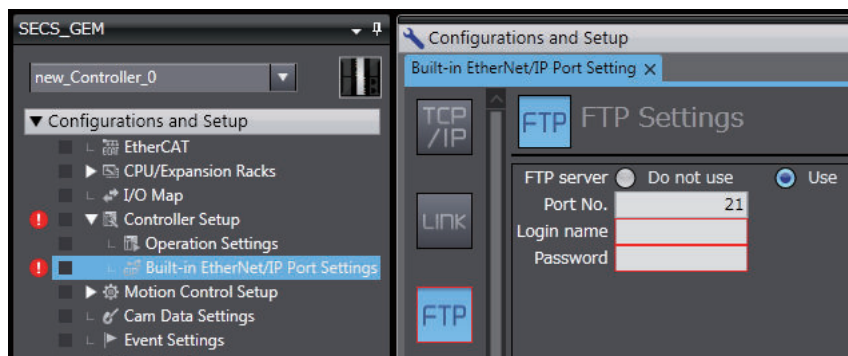 SECS_GEM
new_Controller_0
Configurations and Setup
EtherCAT
CPU/Expansion Racks
I/O Map
Controller Setup
Operation Settings
Built-in EtherNet/IP Port Settings
Motion Control Setup
Cam Data Settings
Event Settings
Configurations and Setup
Built-in EtherNet/IP Port Setting X
TCP
/IP
LINK
FTP
FTP FTP Settings
FTP server Do not use Use
Port No. 21
Login name
Password